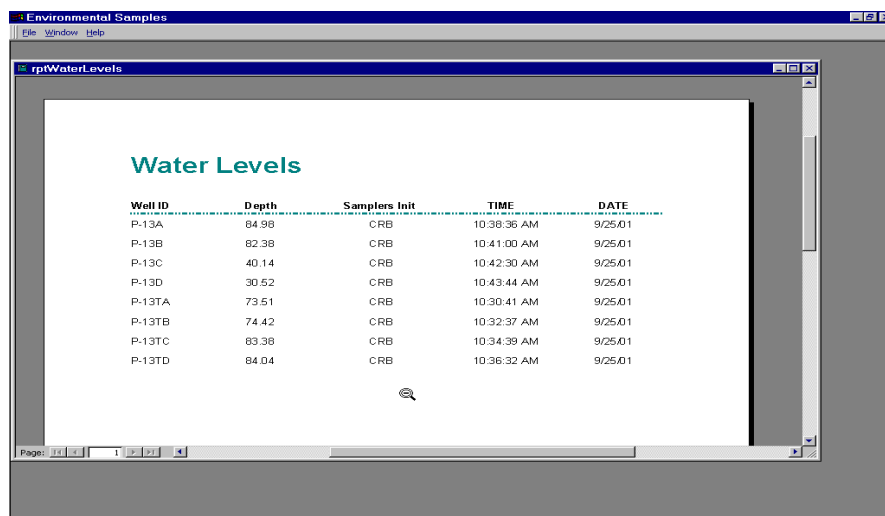 Environmental Samples
File Window Help
rptWaterLevels
Water Levels
Well ID Depth Samplers Init TIME DATE
P-13A 84.98 CRB 10:38:36 AM 9/25/01
P-13B 82.38 CRB 10:41:00 AM 9/25/01
P-13C 40.14 CRB 10:42:30 AM 9/25/01
P-13D 30.52 CRB 10:43:44 AM 9/25/01
P-13TA 73.51 CRB 10:30:41 AM 9/25/01
P-13TB 74.42 CRB 10:32:37 AM 9/25/01
P-13TC 83.38 CRB 10:34:39 AM 9/25/01
P-13TD 84.04 CRB 10:36:32 AM 9/25/01
Page: 1